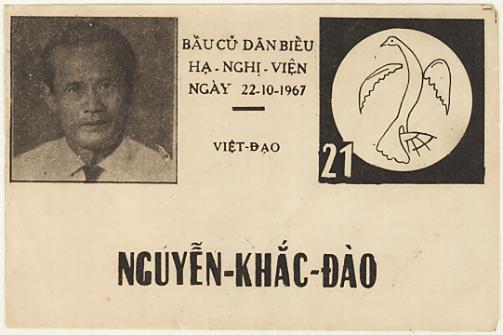 BẦU CỬ DÂN BIỂU
HẠ-NGHỊ-VIỆN
NGÀY 22-10-1967
VIỆT-ĐẠO
21
NGUYỄN-KHẮC-ĐÀO